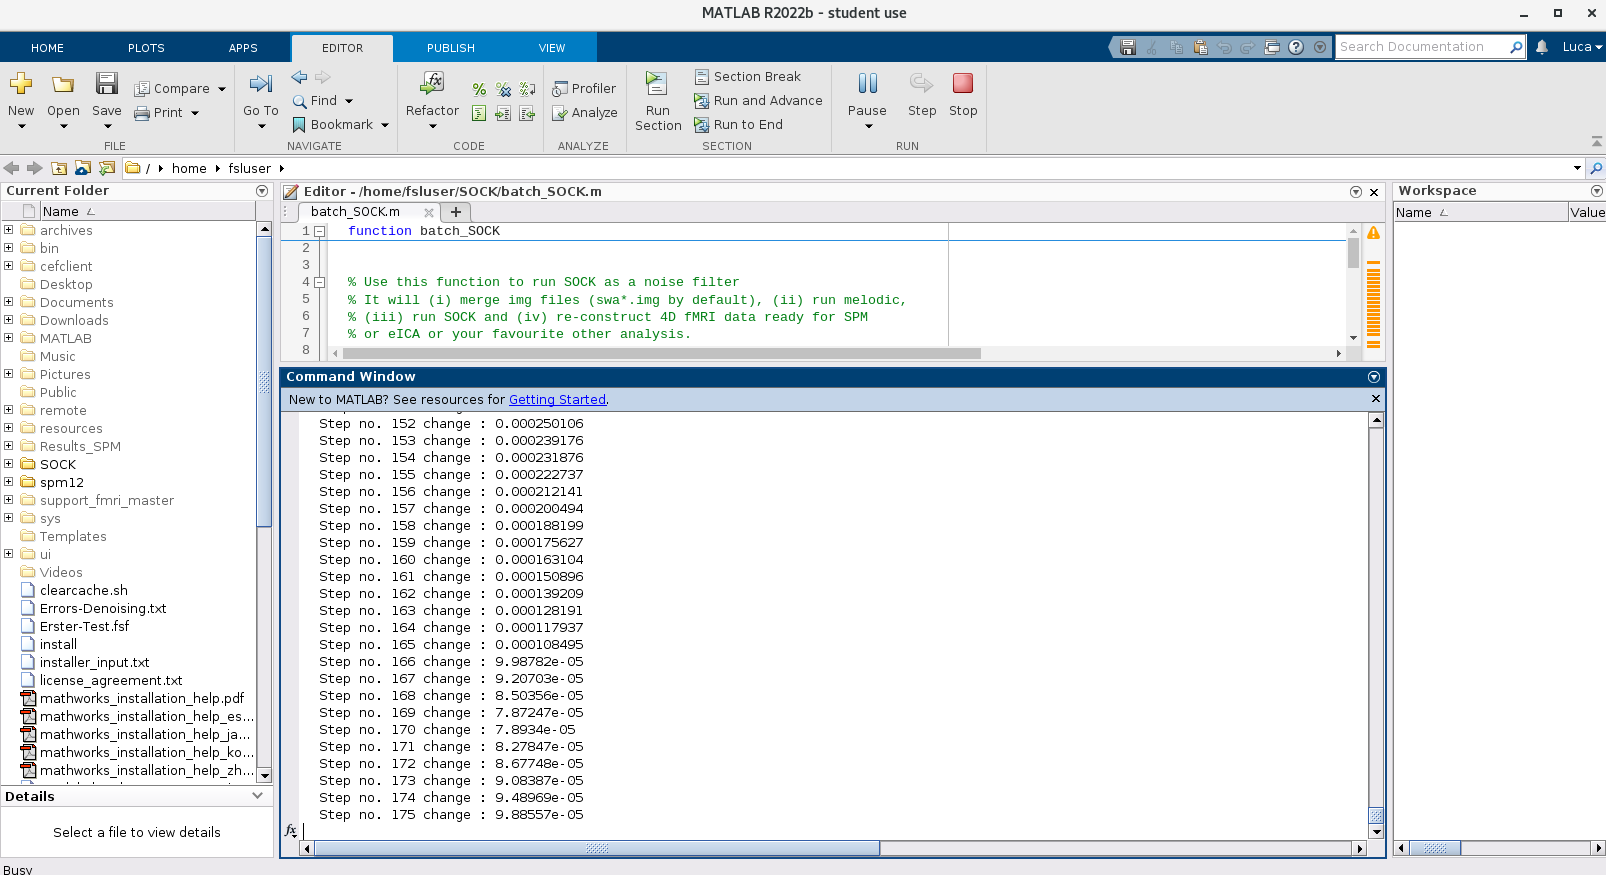 MATLAB R2022b - student use
HOME PLOTS APPS EDITOR PUBLISH VIEW
Search Documentation
Luca
New
Open
Save
Compare
Print
FILE
Go To
Find
Bookmark
NAVIGATE
Refactor
CODE
Profiler
Analyze
ANALYZE
Run Section
Section Break
Run and Advance
Run to End
SECTION
Pause
Step
Stop
RUN
/ home fsluser
Current Folder
Name
archives
bin
cefclient
Desktop
Documents
Downloads
MATLAB
Music
Pictures
Public
remote
resources
Results_SPM
SOCK
spm12
support_fmri_master
sys
Templates
ui
Videos
clearcache.sh
Errors-Denoising.txt
Erster-Test.fsf
install
installer_input.txt
license_agreement.txt
mathworks_installation_help.pdf
mathworks_installation_help_es...
mathworks_installation_help_ja...
mathworks_installation_help_ko...
mathworks_installation_help_zh...
Details
Select a file to view details
Busy
Editor - /home/fsluser/SOCK/batch_SOCK.m
batch_SOCK.m
1 function batch_SOCK
2
3
4 % Use this function to run SOCK as a noise filter
5 % It will (i) merge img files (swa*.img by default), (ii) run melodic,
6 % (iii) run SOCK and (iv) re-construct 4D fMRI data ready for SPM
7 % or eICA or your favourite other analysis.
8
Command Window
New to MATLAB? See resources for Getting Started.
Step no. 152 change : 0.000250106
Step no. 153 change : 0.000239176
Step no. 154 change : 0.000231876
Step no. 155 change : 0.000222737
Step no. 156 change : 0.000212141
Step no. 157 change : 0.000200494
Step no. 158 change : 0.000188199
Step no. 159 change : 0.000175627
Step no. 160 change : 0.000163104
Step no. 161 change : 0.000150896
Step no. 162 change : 0.000139209
Step no. 163 change : 0.000128191
Step no. 164 change : 0.000117937
Step no. 165 change : 0.000108495
Step no. 166 change : 9.98782e-05
Step no. 167 change : 9.20703e-05
Step no. 168 change : 8.50356e-05
Step no. 169 change : 7.87247e-05
Step no. 170 change : 7.8934e-05
Step no. 171 change : 8.27847e-05
Step no. 172 change : 8.67748e-05
Step no. 173 change : 9.08387e-05
Step no. 174 change : 9.48969e-05
Step no. 175 change : 9.88557e-05
fx
Workspace
Name Value